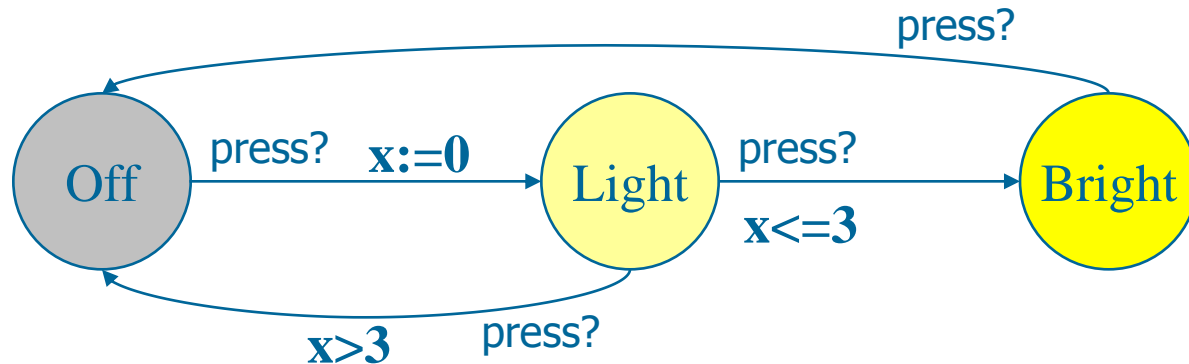 press?
press?
x:=0
press?
Off
Light
Bright
x<=3
x>3
press?